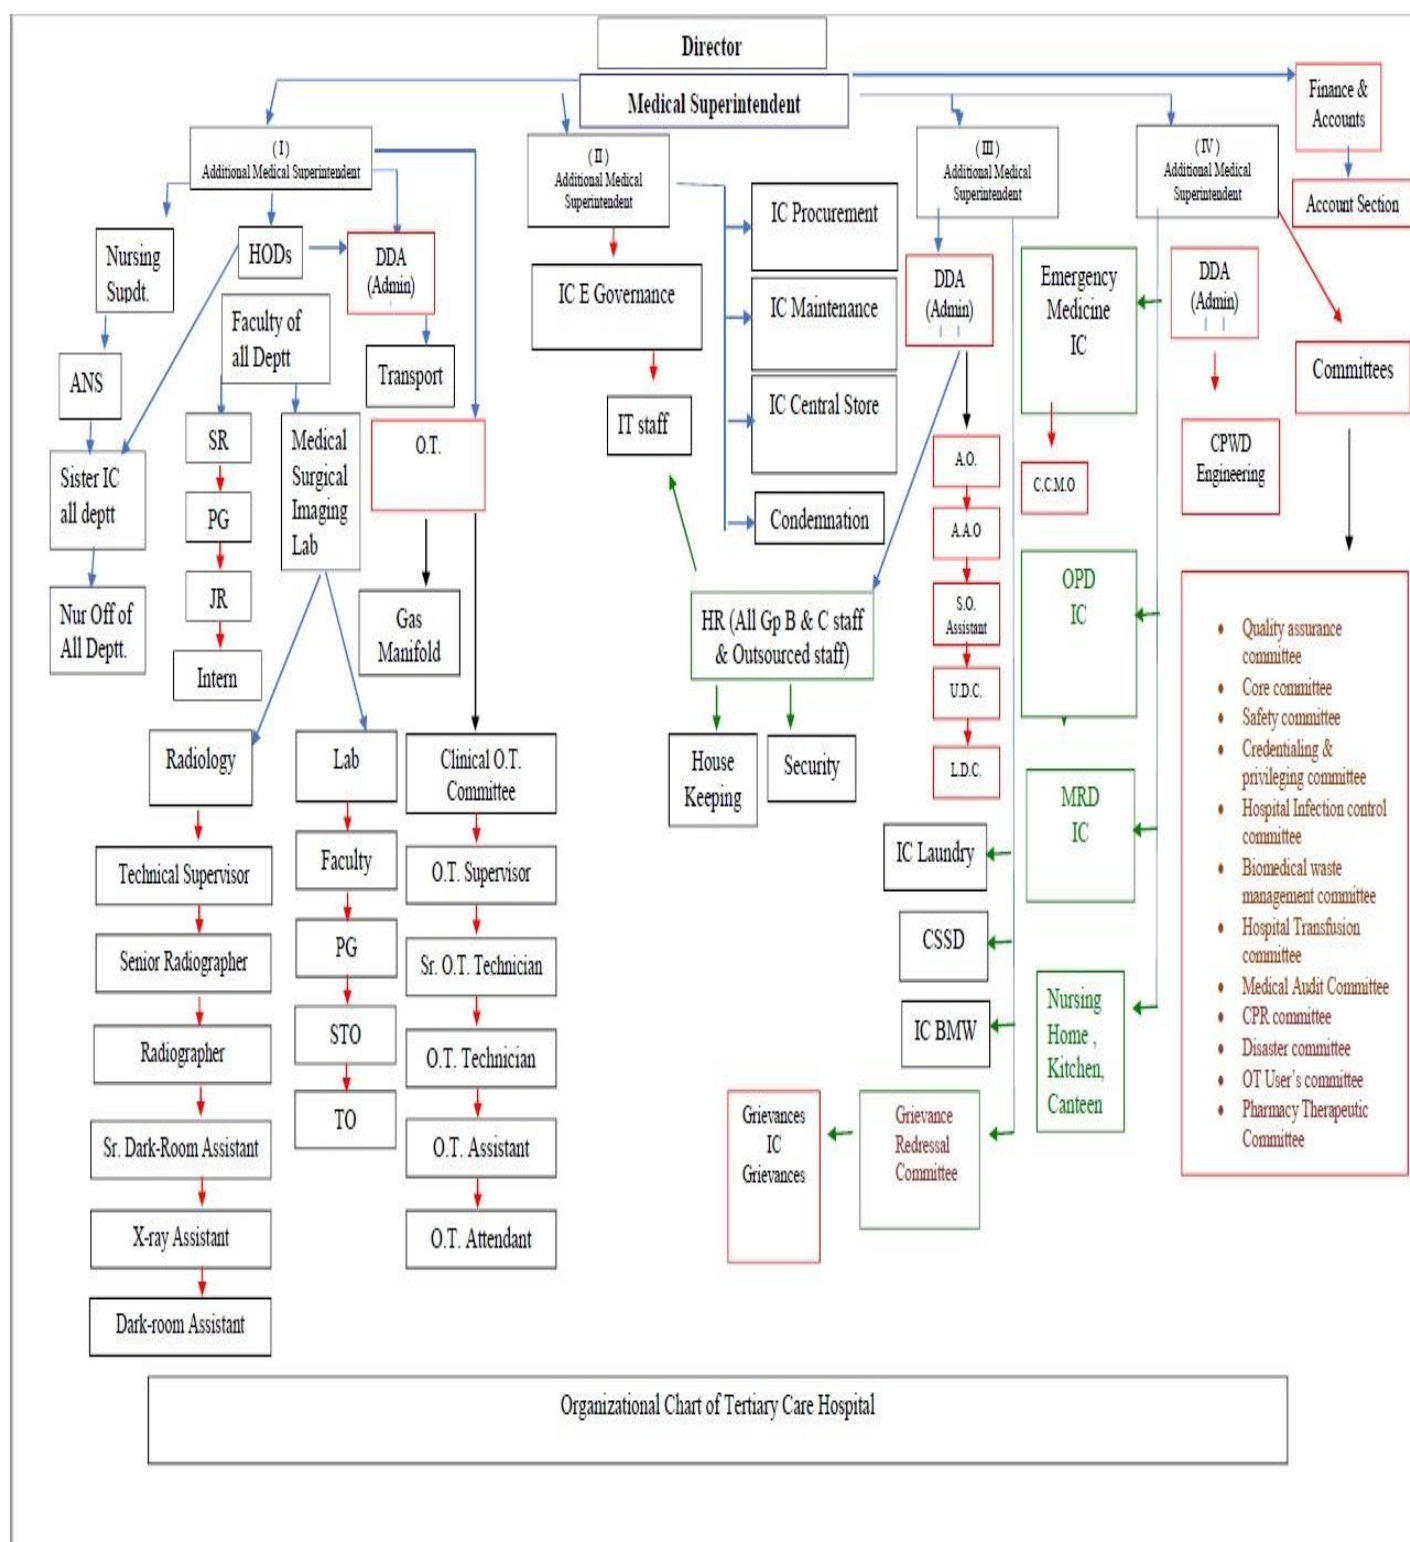 Director
Medical Superintendent
Finance &
Accounts
Account Section
( I )
Additional Medical Superintendent
( II )
Additional Medical
Superintendent
( III )
Additional Medical
Superintendent
( IV )
Additional Medical
Superintendent
Nursing
Supdt.
HODs
DDA
(Admin)
Faculty of
all Deptt
Transport
ANS
Sister IC
all deptt
Nur Off of
All Deptt.
SR
PG
JR
Intern
Medical
Surgical
Imaging
Lab
O.T.
Gas
Manifold
Radiology
Technical Supervisor
Senior Radiographer
Radiographer
Sr. Dark-Room Assistant
X-ray Assistant
Dark-room Assistant
Lab
Faculty
PG
STO
TO
Clinical O.T.
Committee
O.T. Supervisor
Sr. O.T. Technician
O.T. Technician
O.T. Assistant
O.T. Attendant
IC E Governance
IT staff
IC Procurement
IC Maintenance
IC Central Store
Condemnation
HR (All Gp B & C staff
& Outsourced staff)
House
Keeping
Security
DDA
(Admin)
A.O.
A.A.O
S.O.
Assistant
U.D.C.
L.D.C.
IC Laundry
CSSD
IC BMW
Grievance
Redressal
Committee
Grievances
IC
Grievances
Emergency
Medicine
IC
C.C.M.O
OPD
IC
MRD
IC
Nursing
Home ,
Kitchen,
Canteen
DDA
(Admin)
CPWD
Engineering
Committees
• Quality assurance
committee
• Core committee
• Safety committee
• Credentialing &
privileging committee
• Hospital Infection control
committee
• Biomedical waste
management committee
• Hospital Transfusion
committee
• Medical Audit Committee
• CPR committee
• Disaster committee
• OT User's committee
• Pharmacy Therapeutic
Committee
Organizational Chart of Tertiary Care Hospital